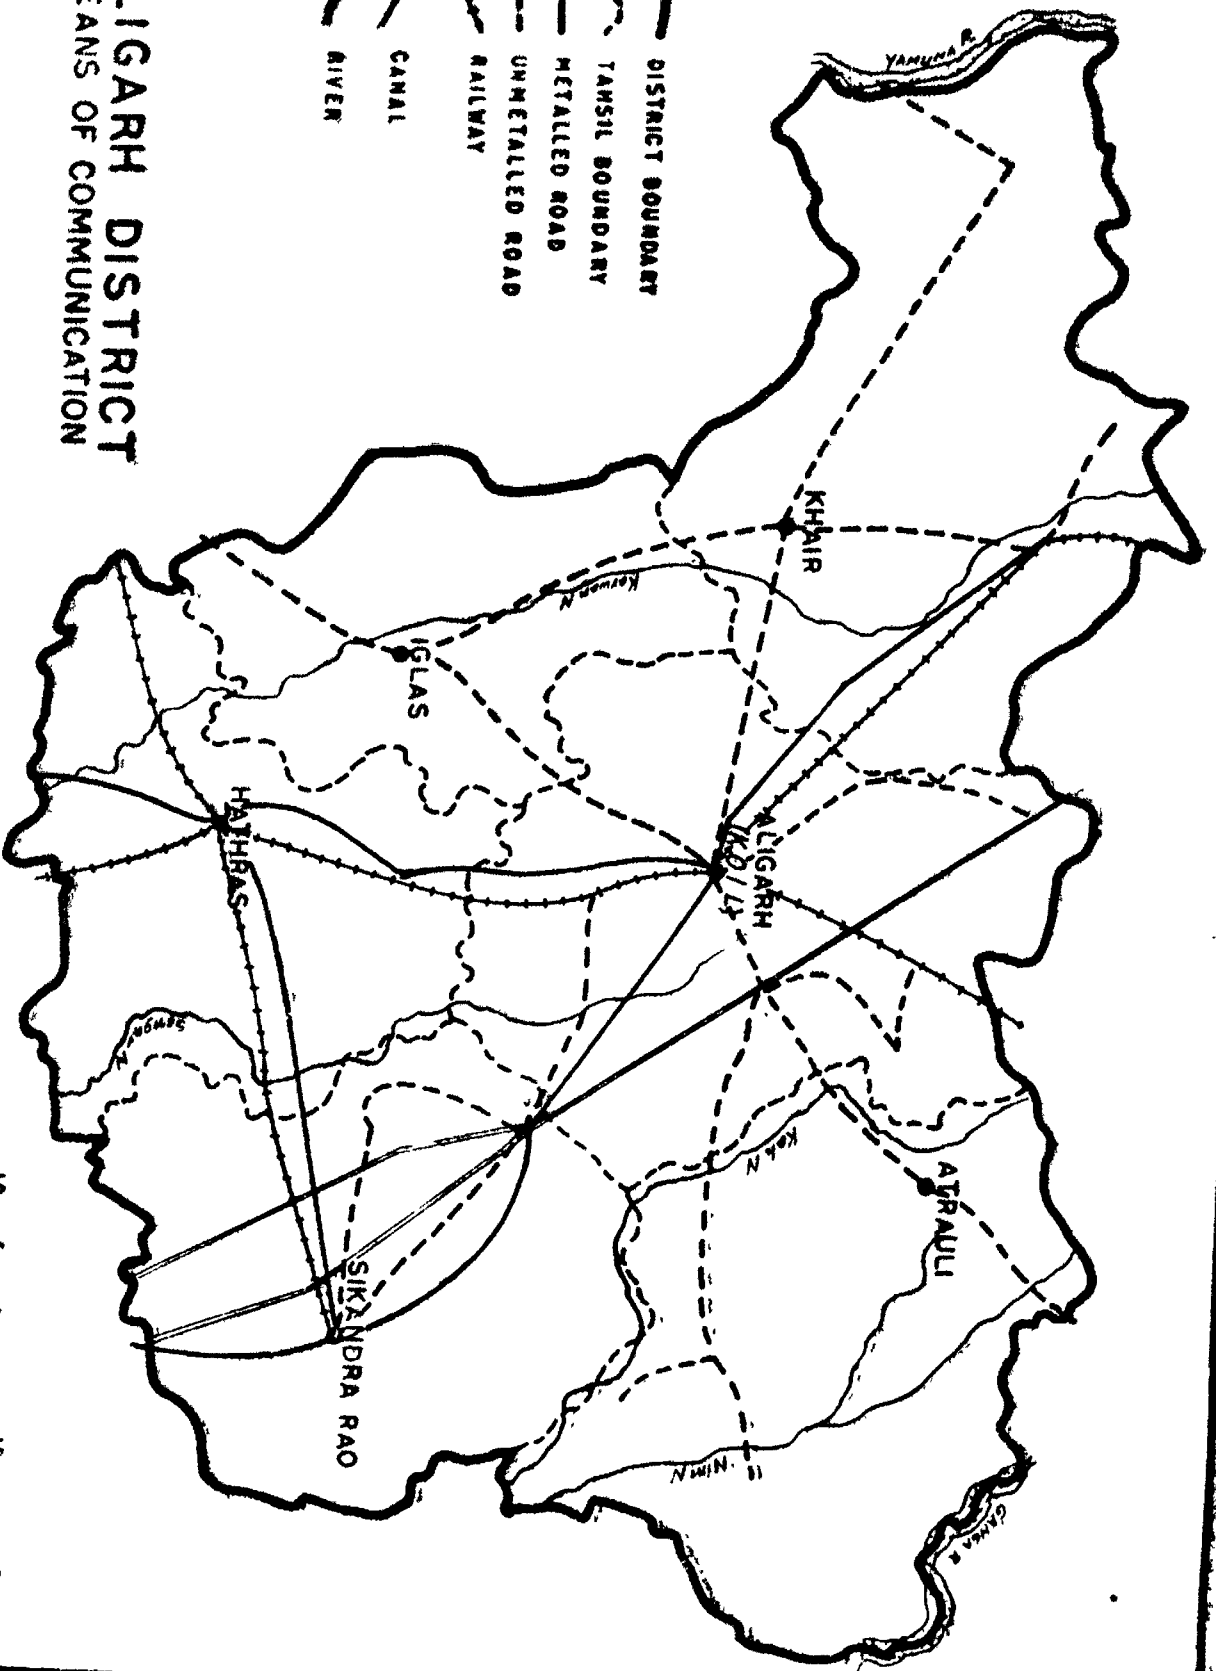 LIGARH DISTRICT
EANS OF COMMUNICATION
DISTRICT BOUNDARY
TAHSIL BOUNDARY
METALLED ROAD
UNMETALLED ROAD
RAILWAY
CANAL
RIVER
YAMUNA R.
KHAIR
Karwan N
IGLAS
ALIGARH
HATHRAS
Sengar N
Kali N
ATRAULI
SIKANDRA RAO
Nim N
GANGA R